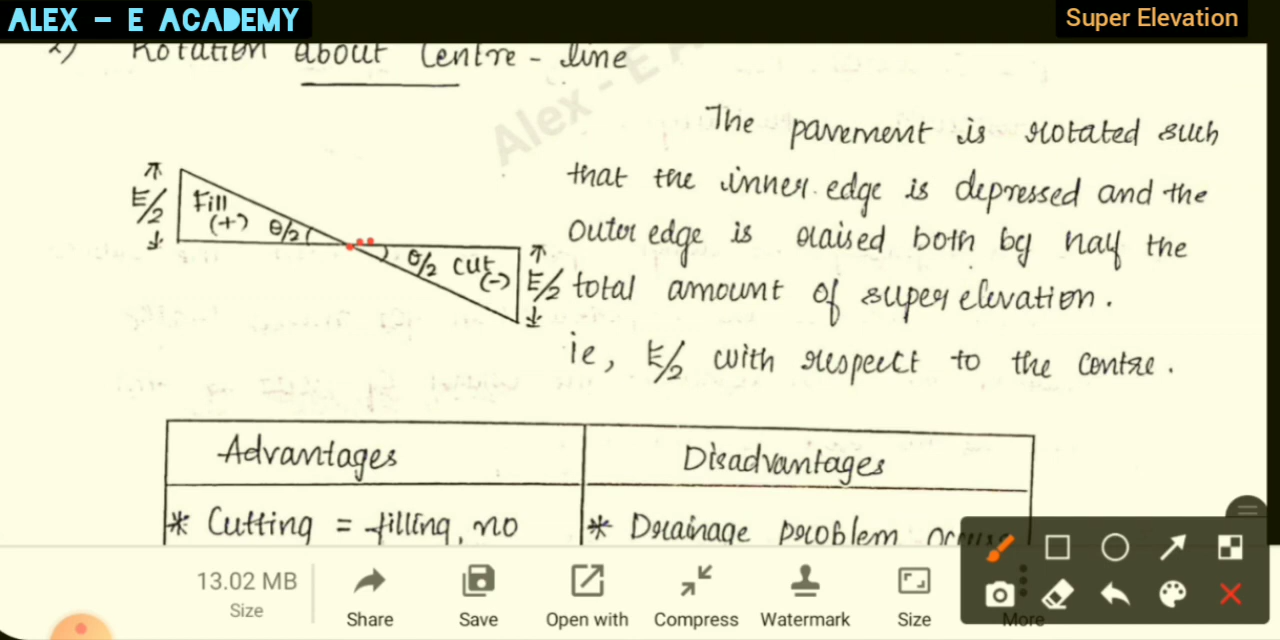 ALEX – E ACADEMY
Super Elevation
2) Rotation about Centre - line
Alex - E A
The pavement is rotated such
that the inner edge is depressed and the
outer edge is raised both by half the
total amount of super elevation.
ie, E/2 with respect to the centre.
E/2
Fill
(+)
θ/2
θ/2
cut
(-)
E/2
Advantages
Disadvantages
* Cutting = filling, no
* Drainage problem occurs
13.02 MB
Size
Share
Save
Open with
Compress
Watermark
Size
More